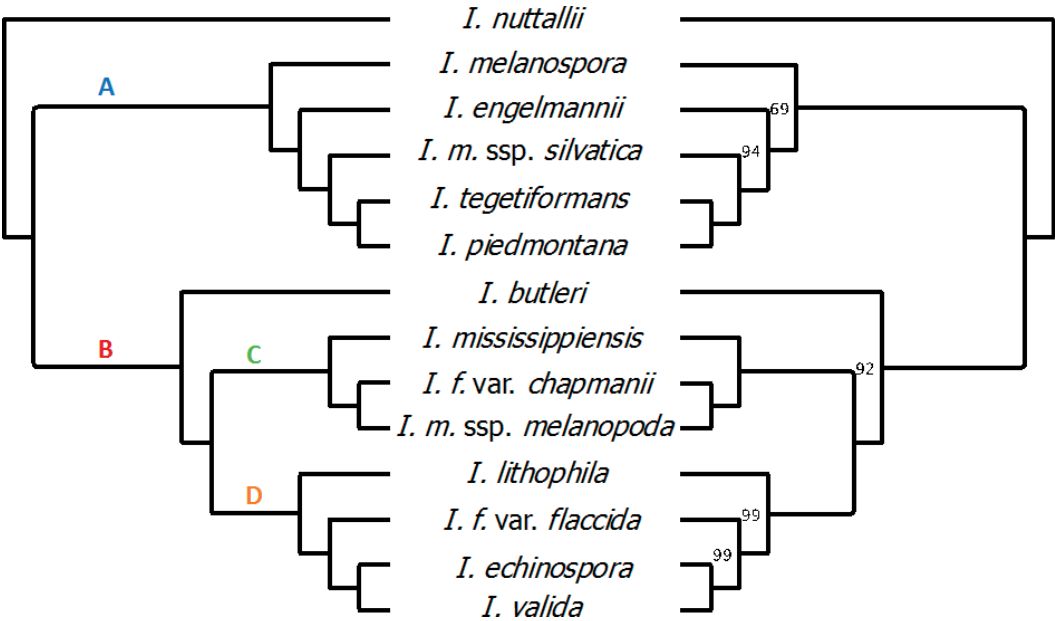 I. nuttallii
A
I. melanospora
I. engelmannii
69
I. m. ssp. silvatica
94
I. tegetiformans
I. piedmontana
I. butleri
B
I. mississippiensis
C
92
I. f. var. chapmanii
I. m. ssp. melanopoda
I. lithophila
D
I. f. var. flaccida
99
I. echinospora
99
I. valida